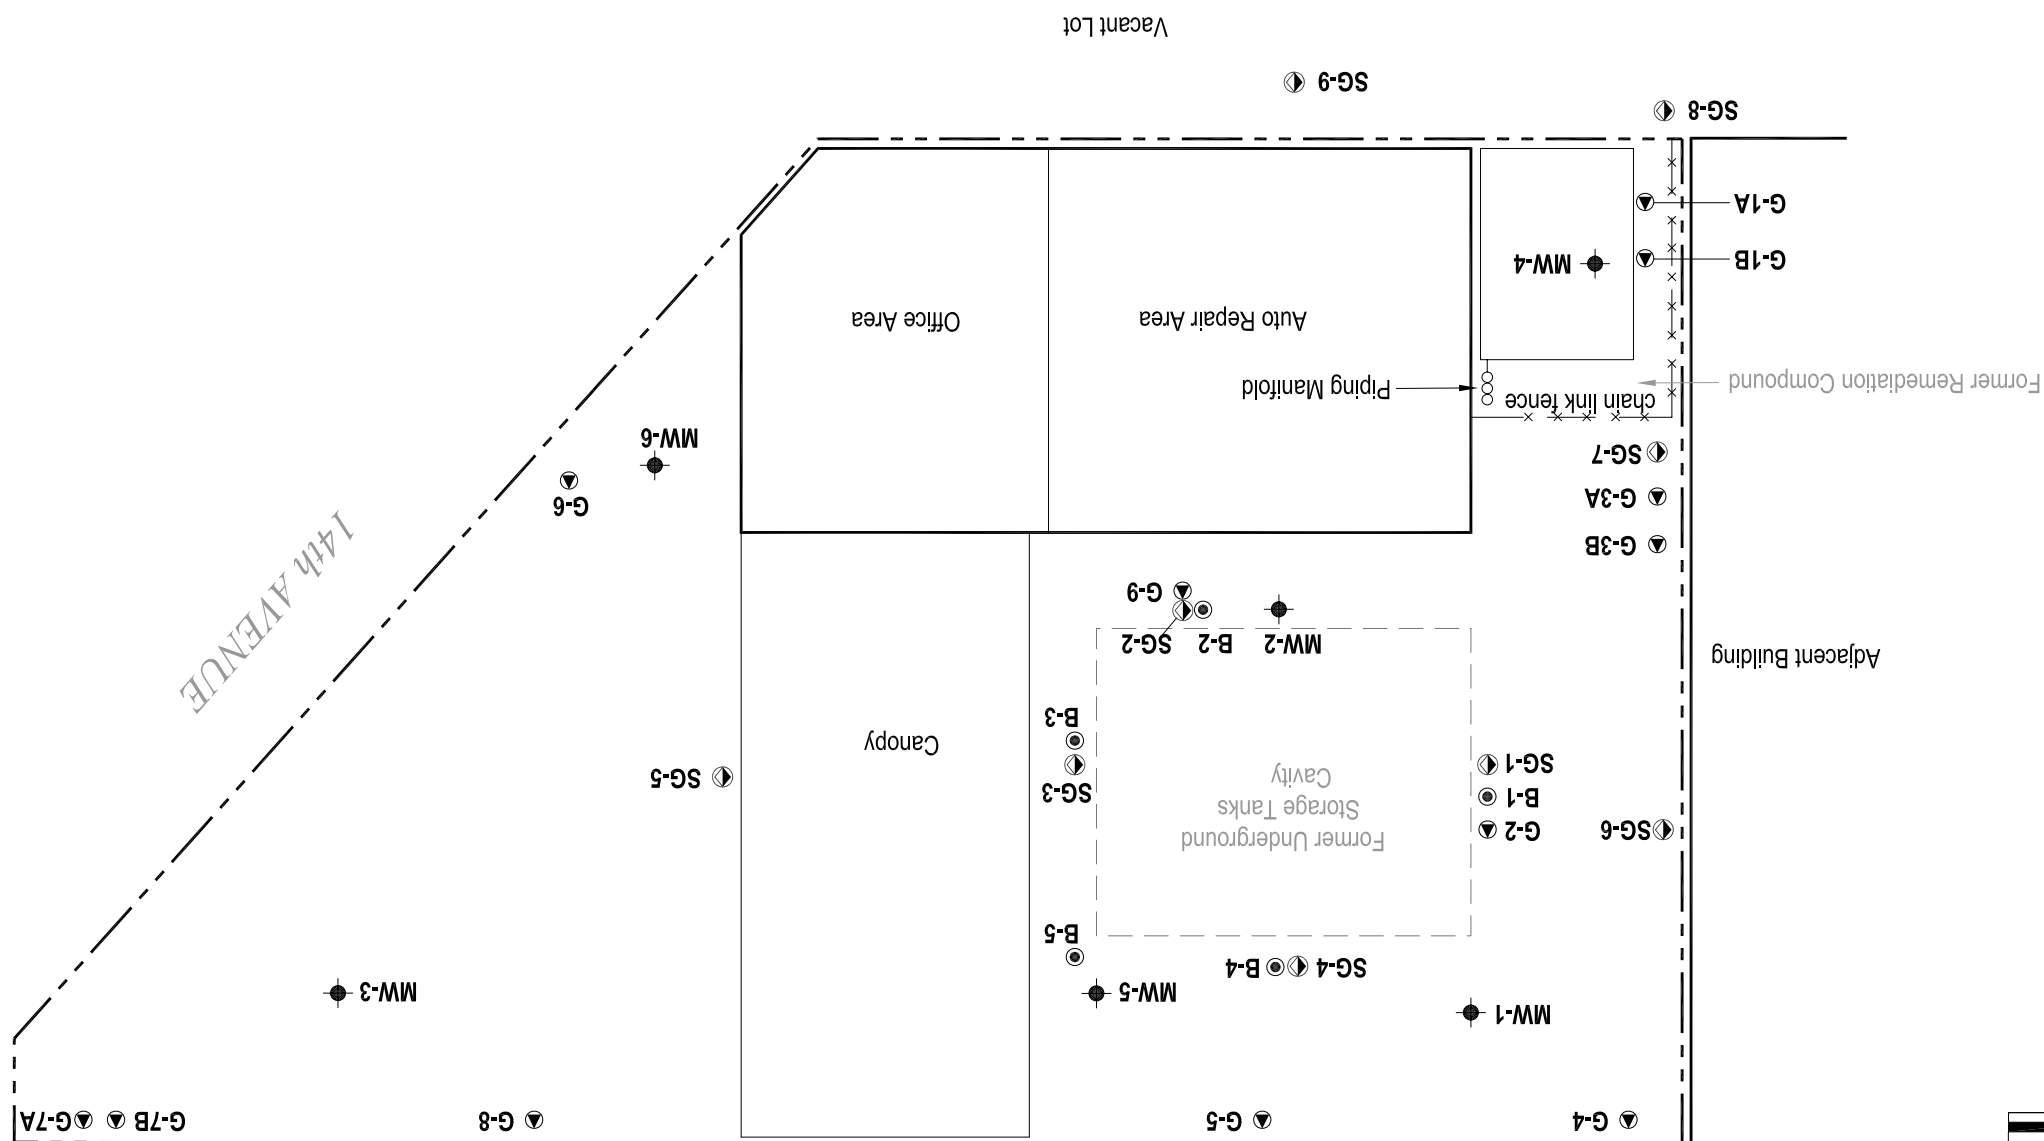 G-4
G-5
G-8
G-7B
G-7A
MW-1
MW-5
MW-3
SG-4
B-4
B-5
SG-6
G-2
B-1
SG-1
Former Underground
Storage Tanks
Cavity
SG-3
B-3
Canopy
SG-5
14th AVENUE
Adjacent Building
MW-2
B-2
SG-2
G-9
G-3B
G-3A
SG-7
G-6
MW-6
chain link fence
Former Remediation Compound
Piping Manifold
Auto Repair Area
Office Area
G-1B
MW-4
G-1A
SG-8
SG-9
Vacant Lot